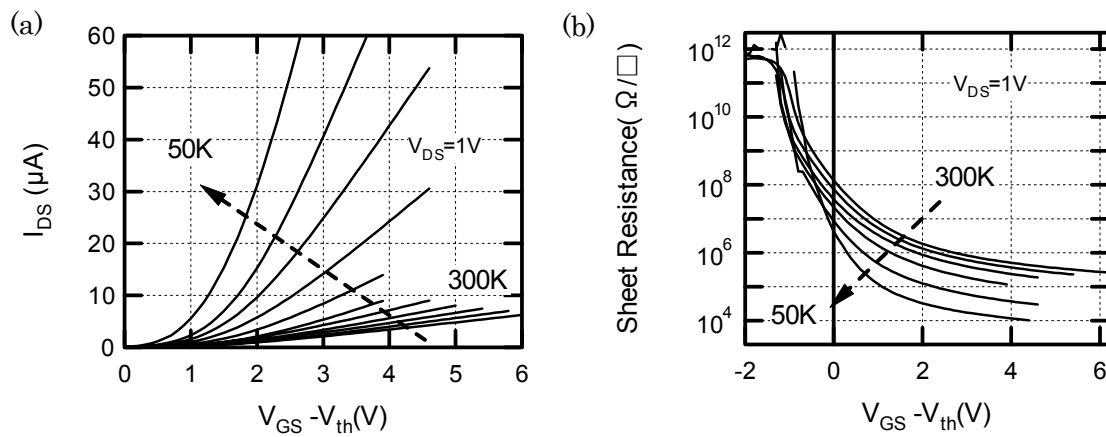 (a)
60
50
40
30
20
10
0
I_DS (μA)
50K
V_DS=1V
300K
0 1 2 3 4 5 6
V_GS -V_th(V)
(b)
10^12
10^10
10^8
10^6
10^4
Sheet Resistance( Ω/□)
V_DS=1V
300K
50K
-2 0 2 4 6
V_GS -V_th(V)